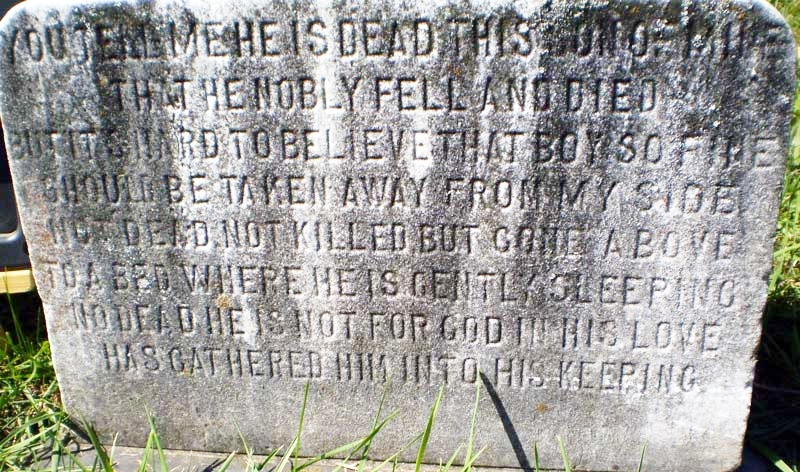 YOU TELL ME HE IS DEAD THIS SON OF MINE
THAT HE NOBLY FELL AND DIED
BUT IT'S HARD TO BELIEVE THAT BOY SO FINE
SHOULD BE TAKEN AWAY FROM MY SIDE
NOT DEAD NOT KILLED BUT GONE ABOVE
TO A BED WHERE HE IS GENTLY SLEEPING
NO DEAD HE IS NOT FOR GOD IN HIS LOVE
HAS GATHERED HIM INTO HIS KEEPING